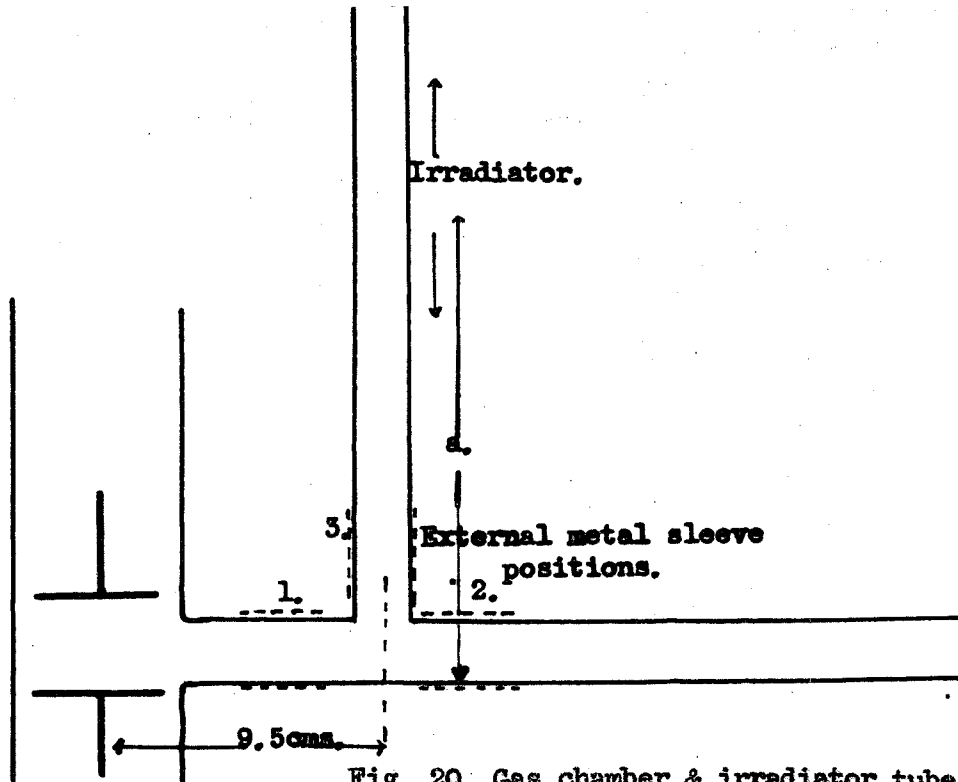 Irradiator.
a.
3.
External metal sleeve
positions.
1.
2.
9.5cms.
Fig. 20. Gas chamber & irradiator tube